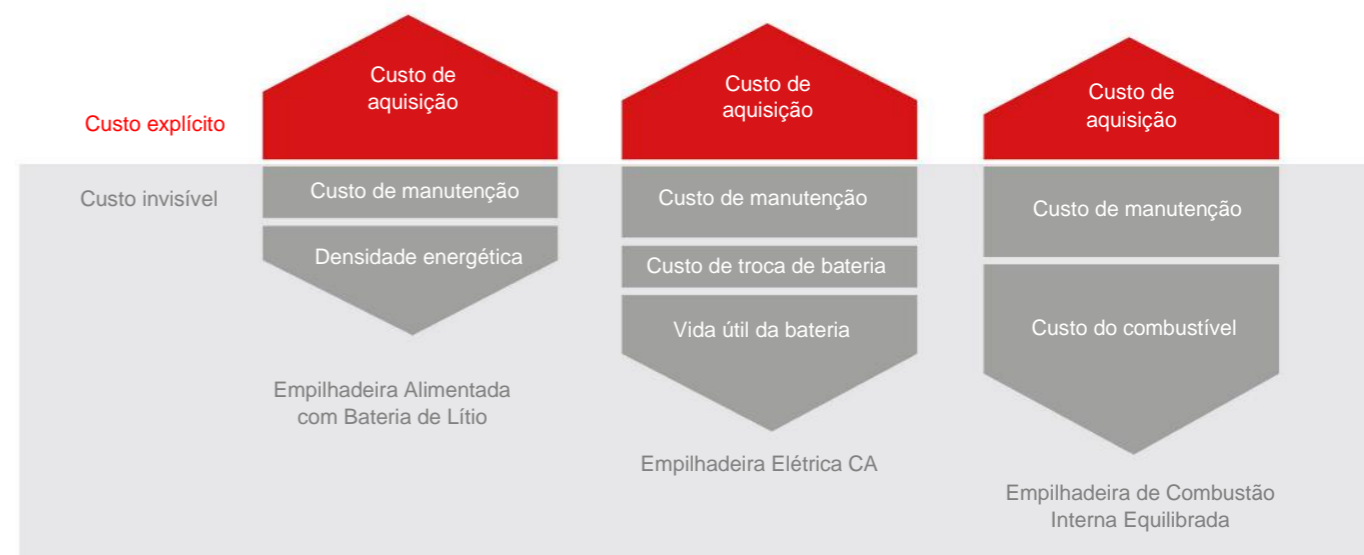 Custo explícito
Custo invisível
Custo de
aquisição
Custo de manutenção
Densidade energética
Empilhadeira Alimentada
com Bateria de Lítio
Custo de
aquisição
Custo de manutenção
Custo de troca de bateria
Vida útil da bateria
Empilhadeira Elétrica CA
Custo de
aquisição
Custo de manutenção
Custo do combustível
Empilhadeira de Combustão
Interna Equilibrada